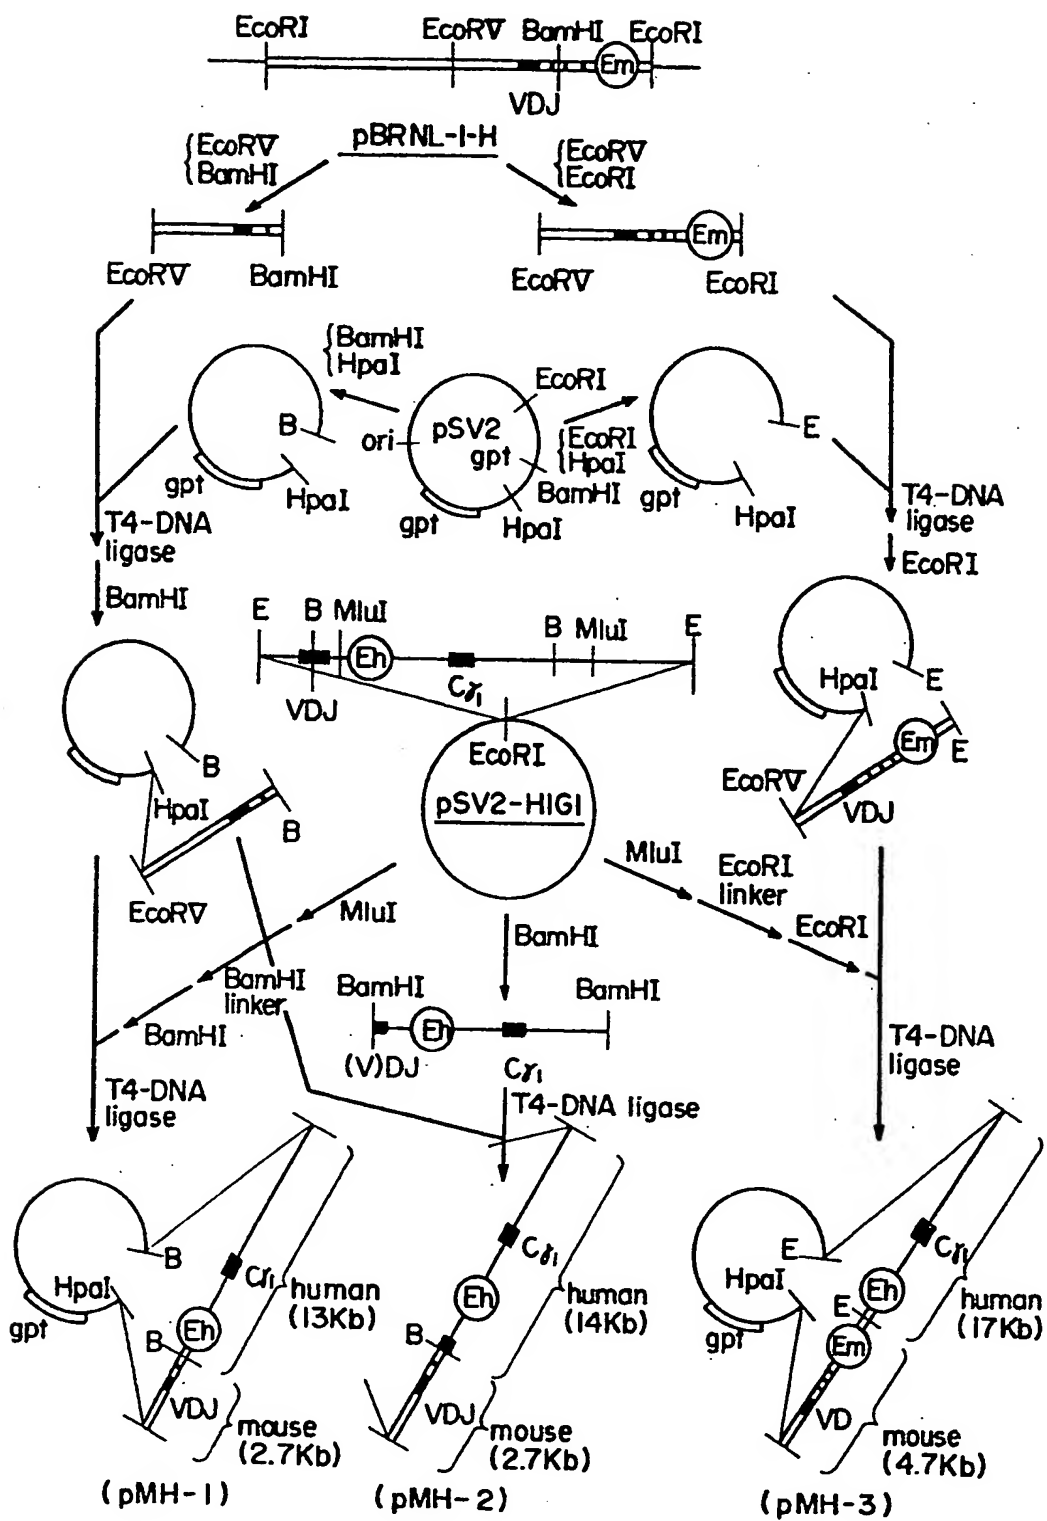 EcoRI EcoRV BamHI EcoRI
Em
VDJ
pBRNL-I-H
EcoRV
BamHI
EcoRV
EcoRI
Em
EcoRV BamHI
EcoRV EcoRI
BamHI
HpaI
EcoRI
B
ori
pSV2
gpt
EcoRI
HpaI
E
BamHI
gpt
HpaI
gpt
HpaI
gpt
HpaI
T4-DNA
ligase
T4-DNA
ligase
BamHI
EcoRI
E B MluI B MluI E
Eh
Cγ1
VDJ
HpaI
E
Em
E
EcoRV
VDJ
B
HpaI
B
EcoRV
EcoRI
pSV2-HIGI
MluI
BamHI
linker
BamHI
BamHI
MluI
EcoRI
linker
EcoRI
BamHI BamHI
Eh
(V)DJ
Cγ1
T4-DNA
ligase
T4-DNA ligase
T4-DNA
ligase
B
HpaI
gpt
Cγ1
Eh
B
VDJ
human
(13Kb)
mouse
(2.7Kb)
(pMH-1)
Cγ1
Eh
B
VDJ
human
(14Kb)
mouse
(2.7Kb)
(pMH-2)
E
HpaI
gpt
Cγ1
Eh
E
Em
VD
human
(17Kb)
mouse
(4.7Kb)
(pMH-3)